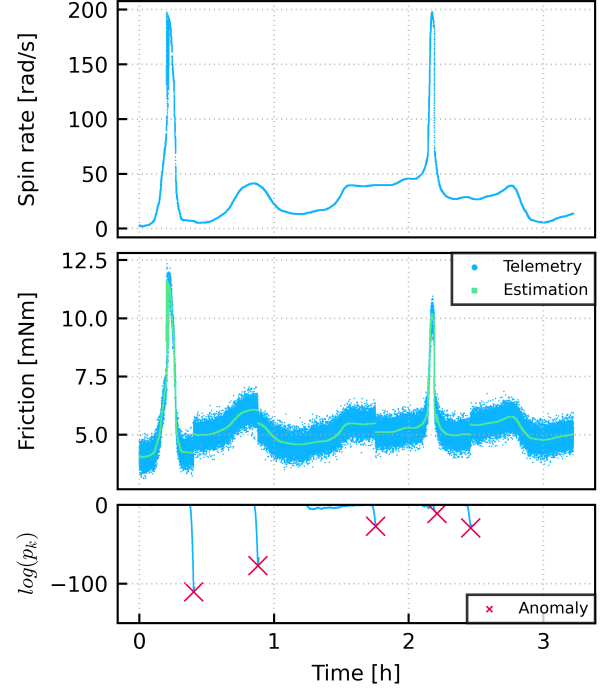 200
150
100
50
0
Spin rate [rad/s]
12.5
10.0
7.5
5.0
Friction [mNm]
Telemetry
Estimation
0
−100
log(pₖ)
Anomaly
0
1
2
3
Time [h]